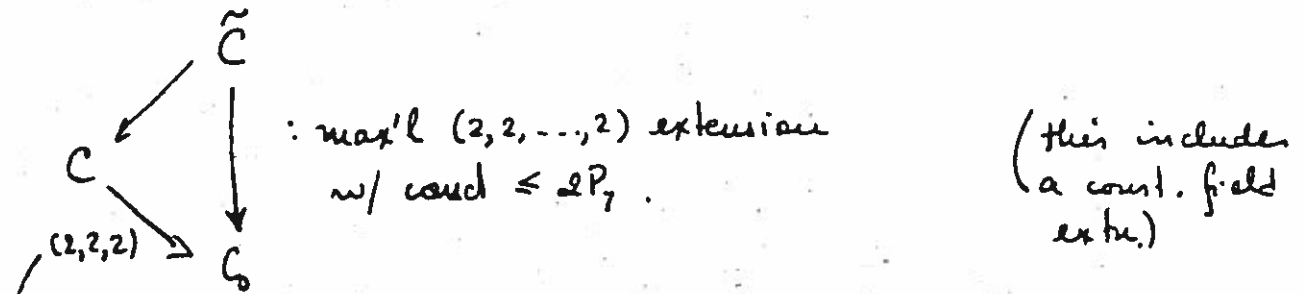 C̃
: max'l (2,2,...,2) extension
w/ cond ≤ 2P₇ .
(this includes
a const. field
extn.)
C
(2,2,2)
C₀